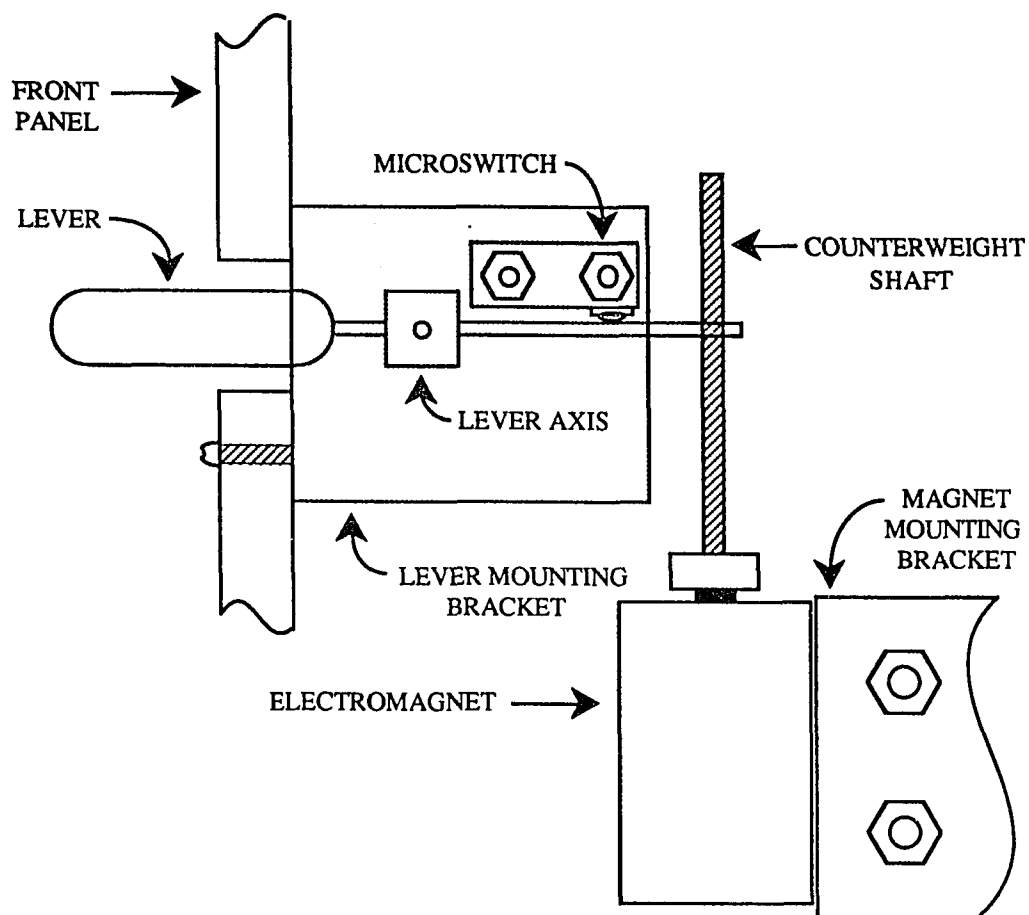 FRONT
PANEL
MICROSWITCH
LEVER
COUNTERWEIGHT
SHAFT
LEVER AXIS
MAGNET
MOUNTING
BRACKET
LEVER MOUNTING
BRACKET
ELECTROMAGNET